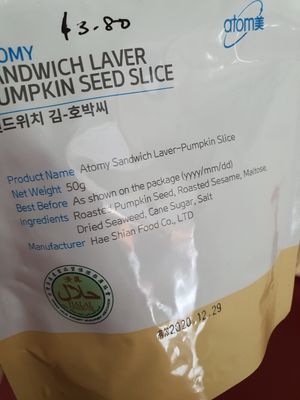 $3.80
atom美
TOMY
ANDWICH LAVER
UMPKIN SEED SLICE
드위치 김-호박씨
Product Name Atomy Sandwich Laver-Pumpkin Slice
Net Weight 50g
Best Before As shown on the package (yyyy/mm/dd)
Ingredients Roasted Pumpkin Seed, Roasted Sesame, Maltose,
Dried Seaweed, Cane Sugar, Salt
Manufacturer Hae Shian Food Co., LTD
حلال
HALAL
2020.12.29